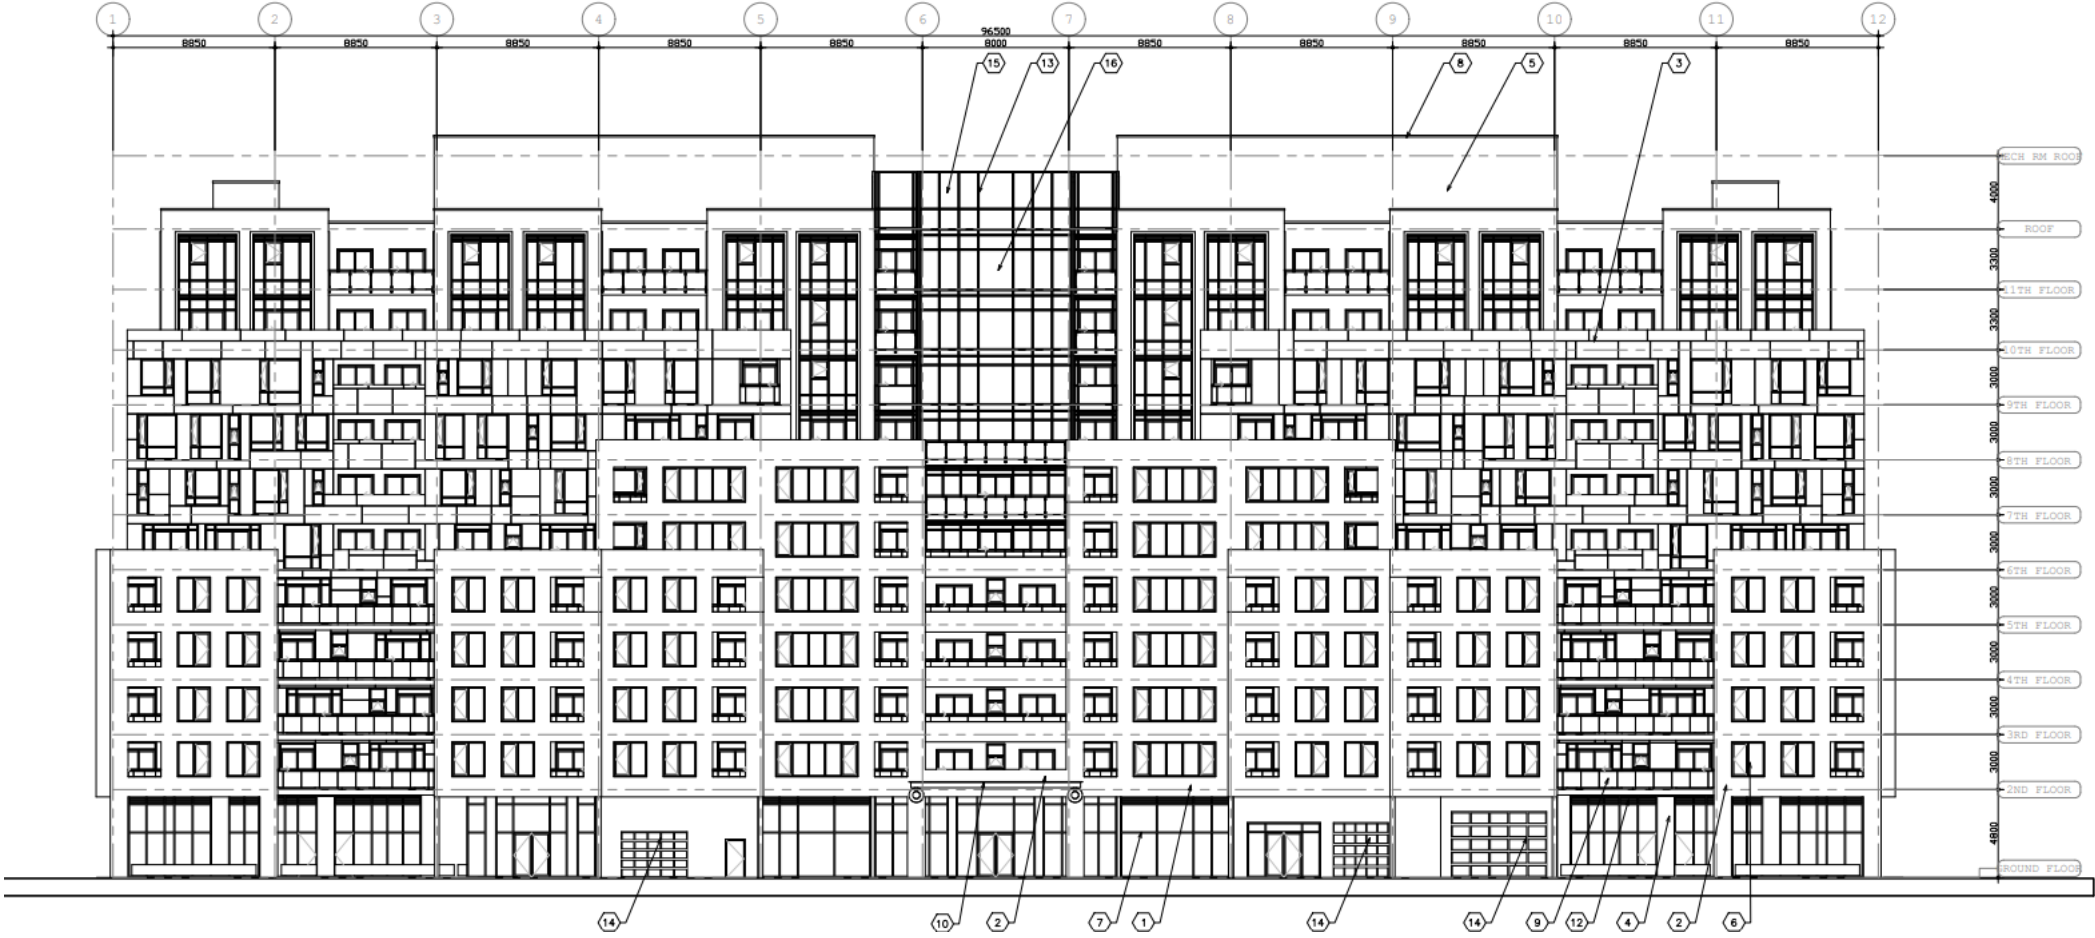 1 2 3 4 5 6 7 8 9 10 11 12
96500
8850 8850 8850 8850 8850 8000 8850 8850 8850 8850 8850
15 13 16 8 5 3
MECH RM ROOF
4000
ROOF
3300
11TH FLOOR
3300
10TH FLOOR
3000
9TH FLOOR
3000
8TH FLOOR
3000
7TH FLOOR
3000
6TH FLOOR
3000
5TH FLOOR
3000
4TH FLOOR
3000
3RD FLOOR
3000
2ND FLOOR
4800
GROUND FLOOR
14 10 2 7 1 14 14 9 12 4 2 6